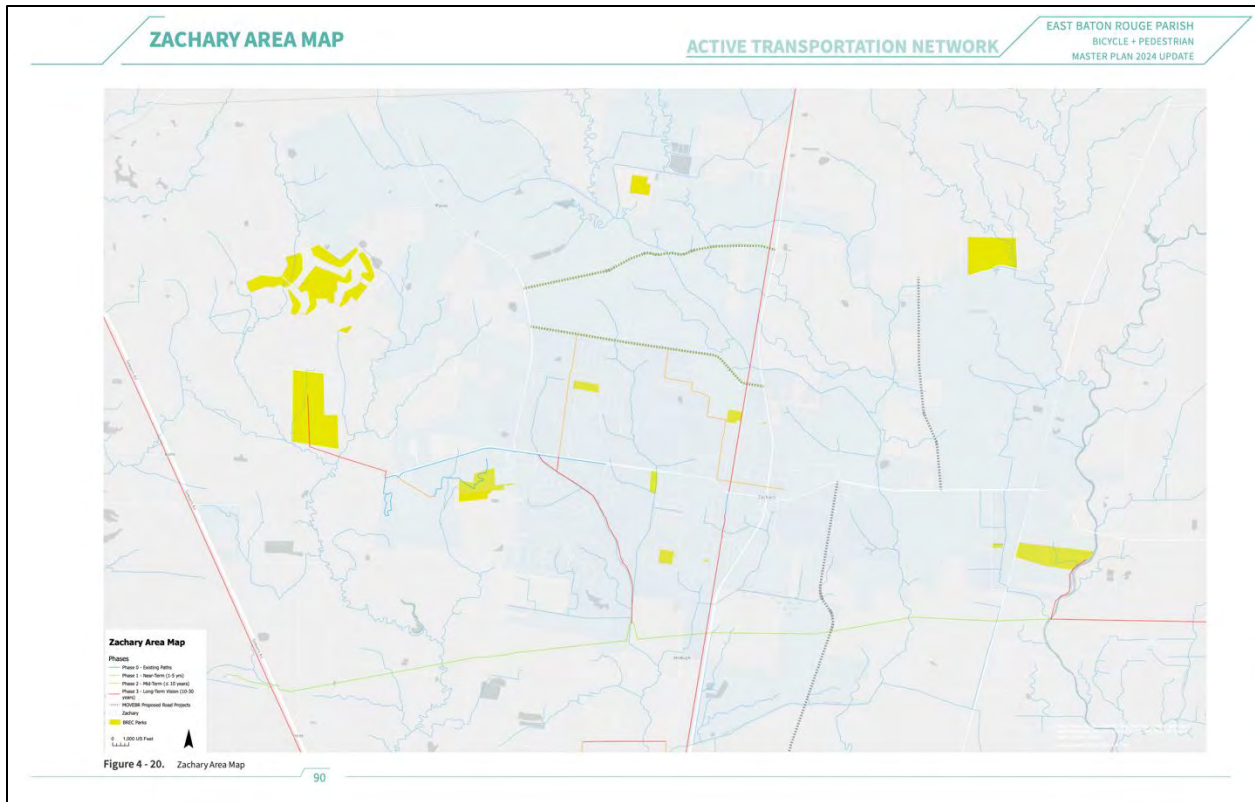 ZACHARY AREA MAP
ACTIVE TRANSPORTATION NETWORK
EAST BATON ROUGE PARISH
BICYCLE + PEDESTRIAN
MASTER PLAN 2024 UPDATE
Zachary
Zachary Area Map
Phases
Phase 0 - Existing Paths
Phase 1 - Near-Term (1-5 yrs)
Phase 2 - Mid-Term (≤ 10 years)
Phase 3 - Long-Term Vision (10-30
years)
MOVEBR Proposed Road Projects
Zachary
BREC Parks
0 1,000 US Feet
Figure 4 - 20. Zachary Area Map
90